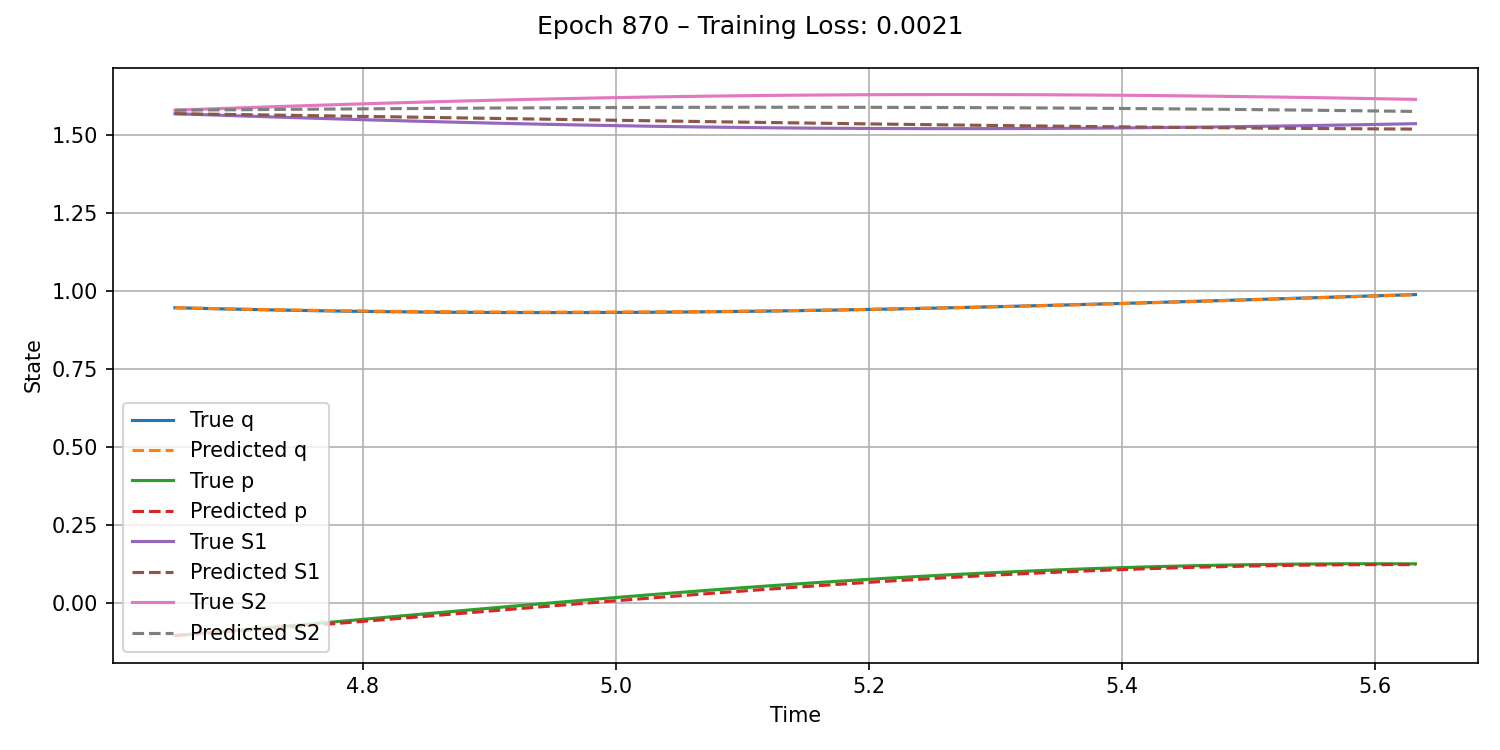 Epoch 870 – Training Loss: 0.0021
State
1.50
1.25
1.00
0.75
0.50
0.25
0.00
True q
Predicted q
True p
Predicted p
True S1
Predicted S1
True S2
Predicted S2
4.8 5.0 5.2 5.4 5.6
Time